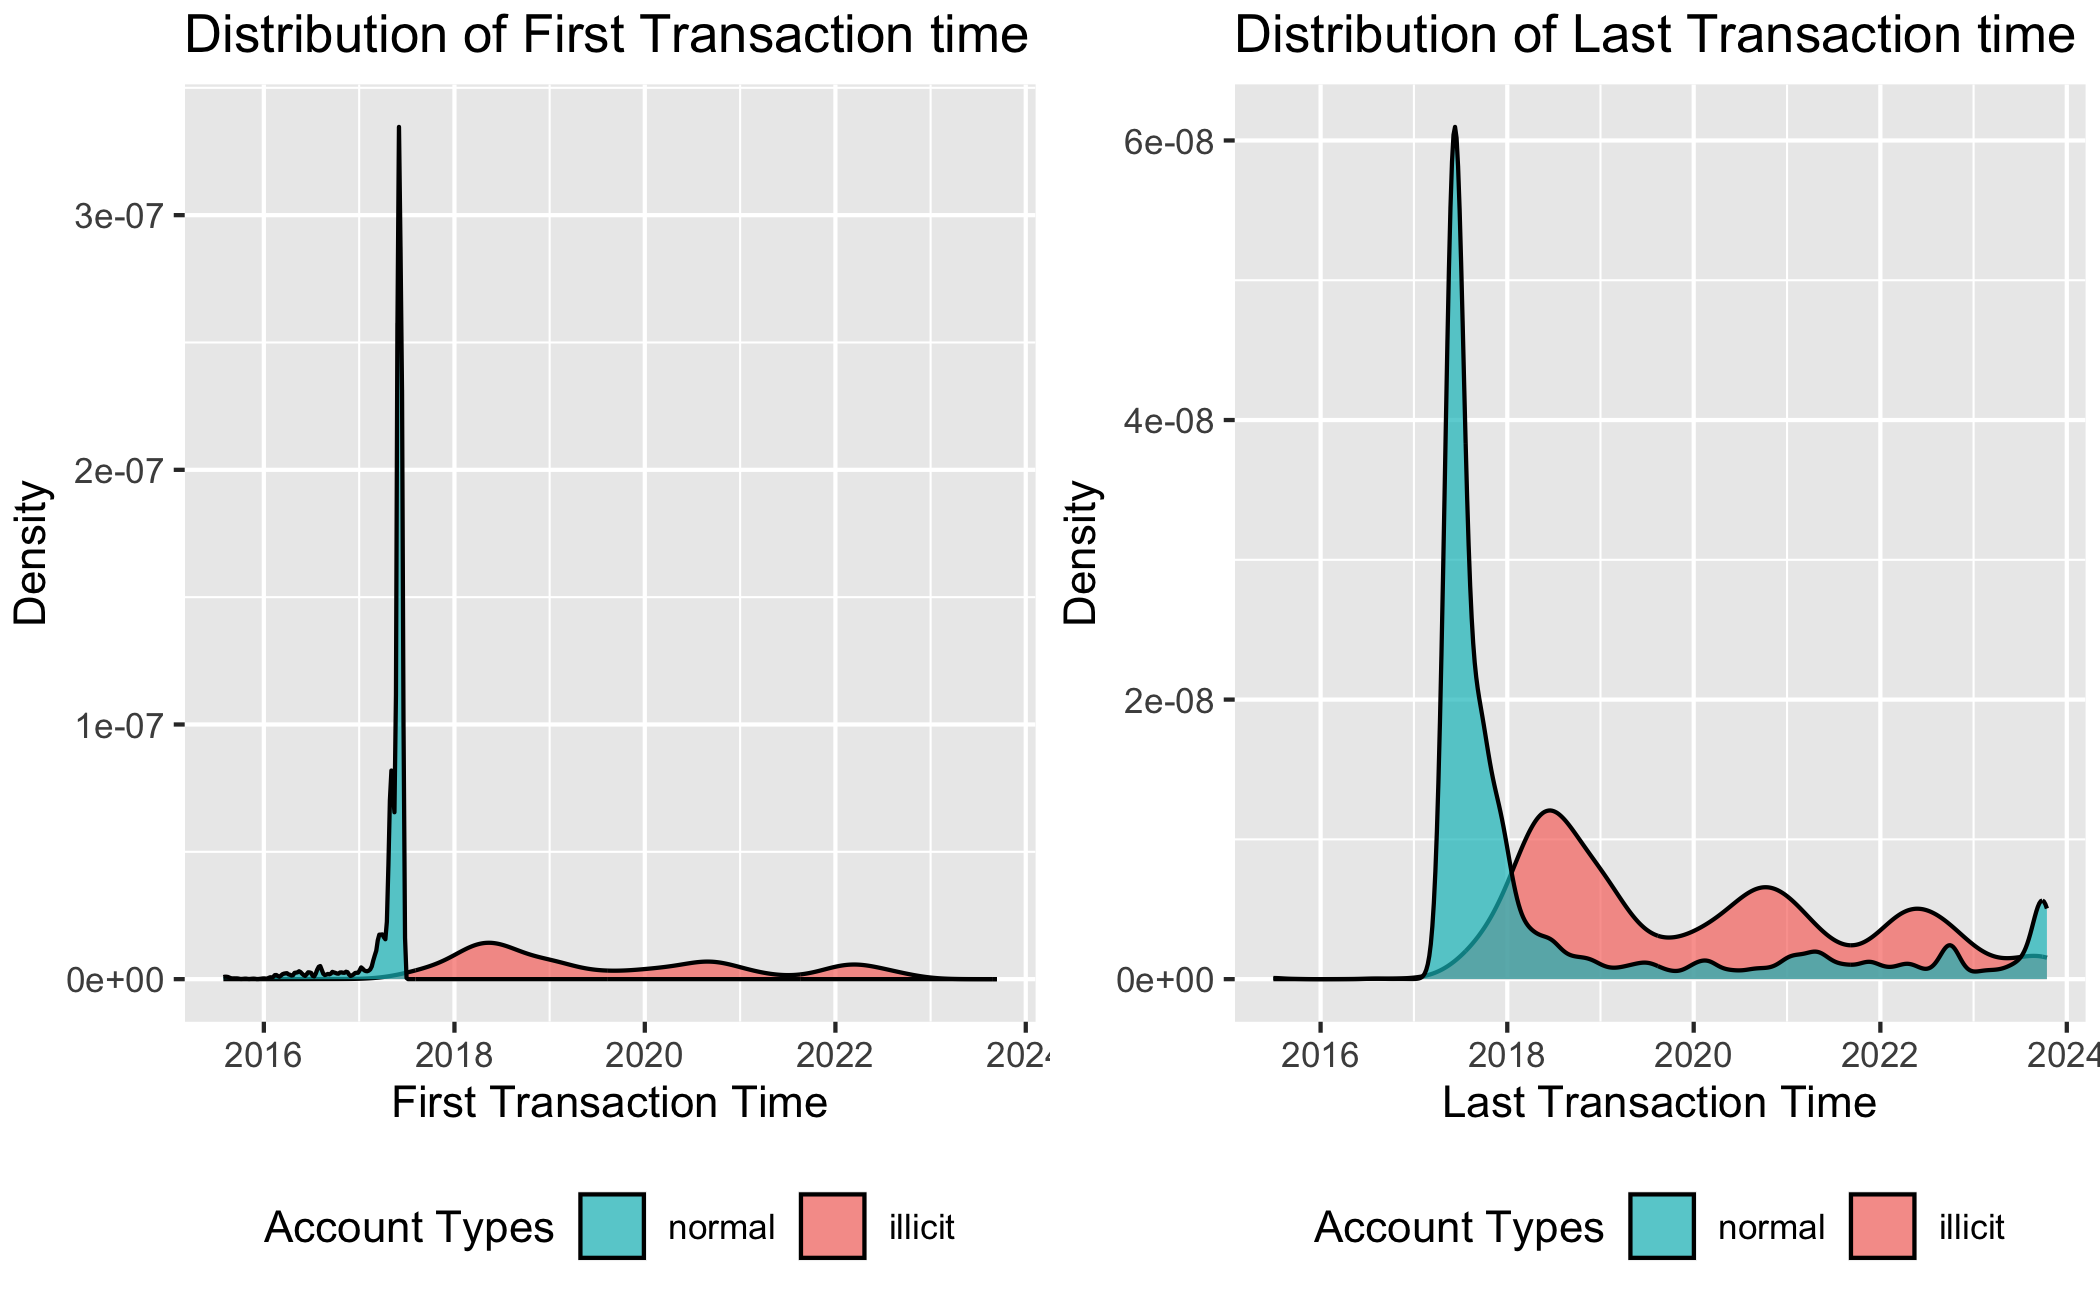 Distribution of First Transaction time
3e-07
2e-07
1e-07
0e+00
Density
2016 2018 2020 2022 2024
First Transaction Time
Account Types normal illicit
Distribution of Last Transaction time
6e-08
4e-08
2e-08
0e+00
Density
2016 2018 2020 2022 2024
Last Transaction Time
Account Types normal illicit